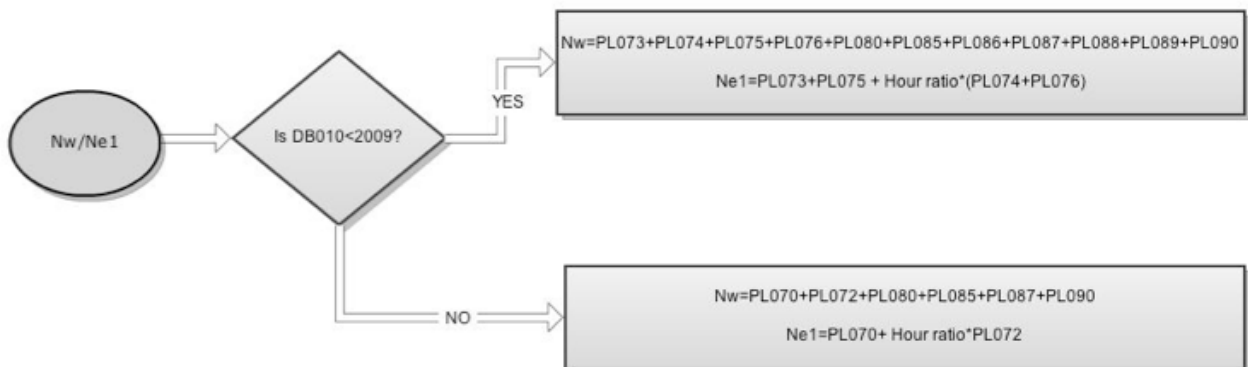 Nw/Ne1
Is DB010<2009?
YES
Nw=PL073+PL074+PL075+PL076+PL080+PL085+PL086+PL087+PL088+PL089+PL090
Ne1=PL073+PL075 + Hour ratio*(PL074+PL076)
NO
Nw=PL070+PL072+PL080+PL085+PL087+PL090
Ne1=PL070+ Hour ratio*PL072